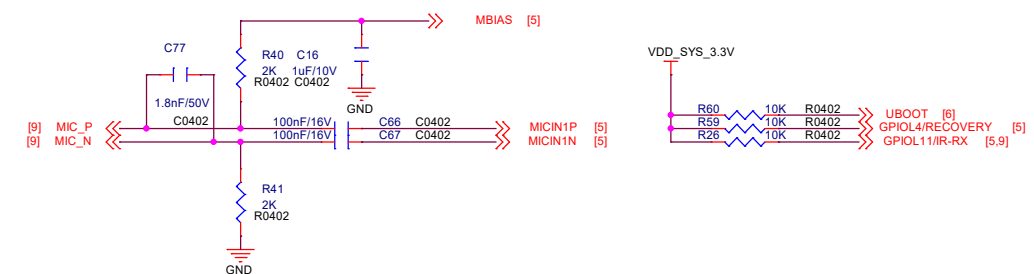 MBIAS [5]
C77
R40 C16
2K 1uF/10V
R0402 C0402
1.8nF/50V
GND
[9] MIC_P C0402 100nF/16V C66 C0402 MICIN1P [5]
[9] MIC_N 100nF/16V C67 C0402 MICIN1N [5]
R41
2K
R0402
GND
VDD_SYS_3.3V
R60 10K R0402 UBOOT [6]
R59 10K R0402 GPIOL4/RECOVERY [5]
R26 10K R0402 GPIOL11/IR-RX [5,9]